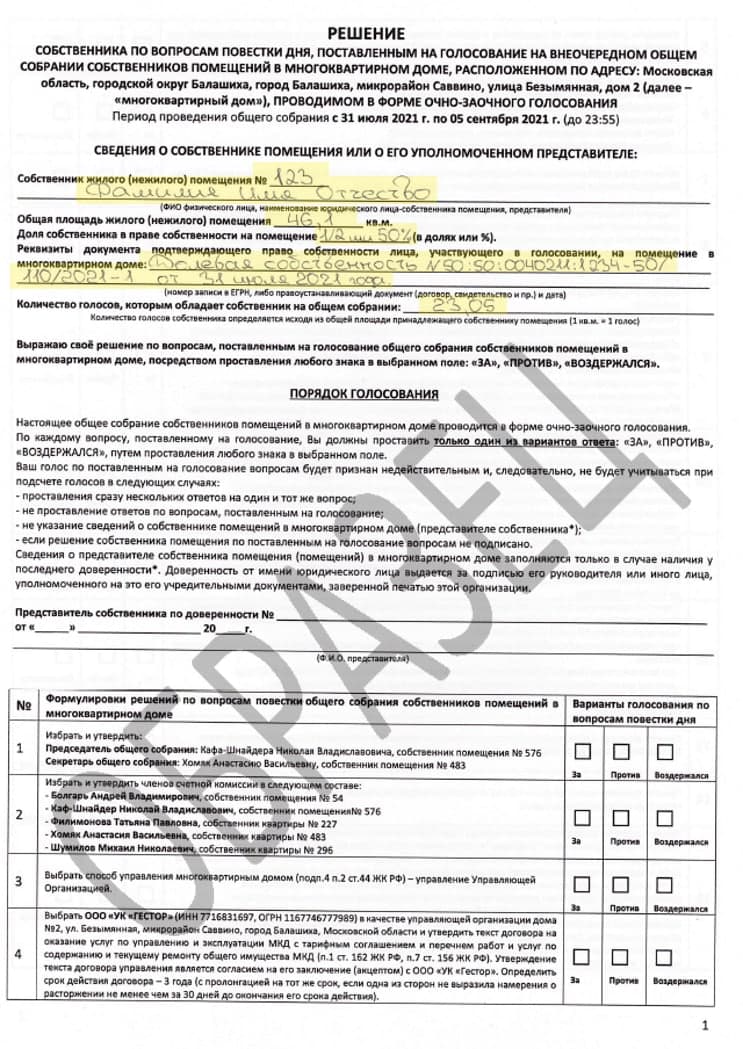 РЕШЕНИЕ
СОБСТВЕННИКА ПО ВОПРОСАМ ПОВЕСТКИ ДНЯ, ПОСТАВЛЕННЫМ НА ГОЛОСОВАНИЕ НА ВНЕОЧЕРЕДНОМ ОБЩЕМ
СОБРАНИИ СОБСТВЕННИКОВ ПОМЕЩЕНИЙ В МНОГОКВАРТИРНОМ ДОМЕ, РАСПОЛОЖЕННОМ ПО АДРЕСУ: Московская
область, городской округ Балашиха, город Балашиха, микрорайон Саввино, улица Безымянная, дом 2 (далее –
«многоквартирный дом»), ПРОВОДИМОМ В ФОРМЕ ОЧНО-ЗАОЧНОГО ГОЛОСОВАНИЯ
Период проведения общего собрания с 31 июля 2021 г. по 05 сентября 2021 г. (до 23:55)
СВЕДЕНИЯ О СОБСТВЕННИКЕ ПОМЕЩЕНИЯ ИЛИ О ЕГО УПОЛНОМОЧЕННОМ ПРЕДСТАВИТЕЛЕ:
Собственник жилого (нежилого) помещения № 123
Фамилия Имя Отчество
(ФИО физического лица, наименование юридического лица-собственника помещения, представителя)
Общая площадь жилого (нежилого) помещения 46,1 кв.м.
Доля собственника в праве собственности на помещение 1/2 или 50% (в долях или %).
Реквизиты документа подтверждающего право собственности лица, участвующего в голосовании, на помещение в
многоквартирном доме: Долевая собственность N 50:50:0040211:1234-50/
110/2021-1 от 31 июля 2021 года
(номер записи в ЕГРН, либо правоустанавливающий документ (договор, свидетельство и пр.) и дата)
Количество голосов, которым обладает собственник на общем собрании: 23,05
Количество голосов собственника определяется исходя из общей площади принадлежащего собственнику помещения (1 кв.м. = 1 голос)
Выражаю своё решение по вопросам, поставленным на голосование общего собрания собственников помещений в
многоквартирном доме, посредством проставления любого знака в выбранном поле: «ЗА», «ПРОТИВ», «ВОЗДЕРЖАЛСЯ».
ПОРЯДОК ГОЛОСОВАНИЯ
Настоящее общее собрание собственников помещений в многоквартирном доме проводится в форме очно-заочного голосования.
По каждому вопросу, поставленному на голосование, Вы должны проставить только один из вариантов ответа: «ЗА», «ПРОТИВ»,
«ВОЗДЕРЖАЛСЯ», путем проставления любого знака в выбранном поле.
Ваш голос по поставленным на голосование вопросам будет признан недействительным и, следовательно, не будет учитываться при
подсчете голосов в следующих случаях:
- проставления сразу нескольких ответов на один и тот же вопрос;
- не проставление ответов по вопросам, поставленным на голосование;
- не указание сведений о собственнике помещений в многоквартирном доме (представителе собственника*);
- если решение собственника помещения по поставленным на голосование вопросам не подписано.
Сведения о представителе собственника помещения (помещений) в многоквартирном доме заполняются только в случае наличия у
последнего доверенности*. Доверенность от имени юридического лица выдается за подписью его руководителя или иного лица,
уполномоченного на это его учредительными документами, заверенной печатью этой организации.
Представитель собственника по доверенности №
от «______» 20____г.
(Ф.И.О. представителя)
ОБРАЗЕЦ
№ Формулировки решений по вопросам повестки общего собрания собственников помещений в многоквартирном доме Варианты голосования по вопросам повестки дня
1 Избрать и утвердить:
Председатель общего собрания: Кафа-Шнайдера Николая Владиславовича, собственник помещения № 576
Секретарь общего собрания: Хомяк Анастасию Васильевну, собственник помещения № 483
За Против Воздержался
2 Избрать и утвердить членов счетной комиссии в следующем составе:
- Болгарь Андрей Владимирович, собственник помещения № 54
- Каф-Шнайдер Николай Владиславович, собственник помещения№ 576
- Филимонова Татьяна Павловна, собственник квартиры № 227
- Хомяк Анастасия Васильевна, собственник квартиры № 483
- Шумилов Михаил Николаевич, собственник квартиры № 296
За Против Воздержался
3 Выбрать способ управления многоквартирным домом (подп.4 п.2 ст.44 ЖК РФ) – управление Управляющей
Организацией.
За Против Воздержался
4 Выбрать ООО «УК «ГЕСТОР» (ИНН 7716831697, ОГРН 1167746777989) в качестве управляющей организации дома
№2, ул. Безымянная, микрорайон Саввино, город Балашиха, Московской области и утвердить текст договора на
оказание услуг по управлению и эксплуатации МКД с тарифным соглашением и перечнем работ и услуг по
содержанию и текущему ремонту общего имущества МКД (п.1 ст. 162 ЖК РФ, п.7 ст. 156 ЖК РФ). Утверждение
текста договора управления является согласием на его заключение (акцептом) с ООО «УК «Гестор». Определить
срок действия договора – 3 года (с пролонгацией на тот же срок, если одна из сторон не выразила намерения о
расторжении не менее чем за 30 дней до окончания его срока действия).
За Против Воздержался
1